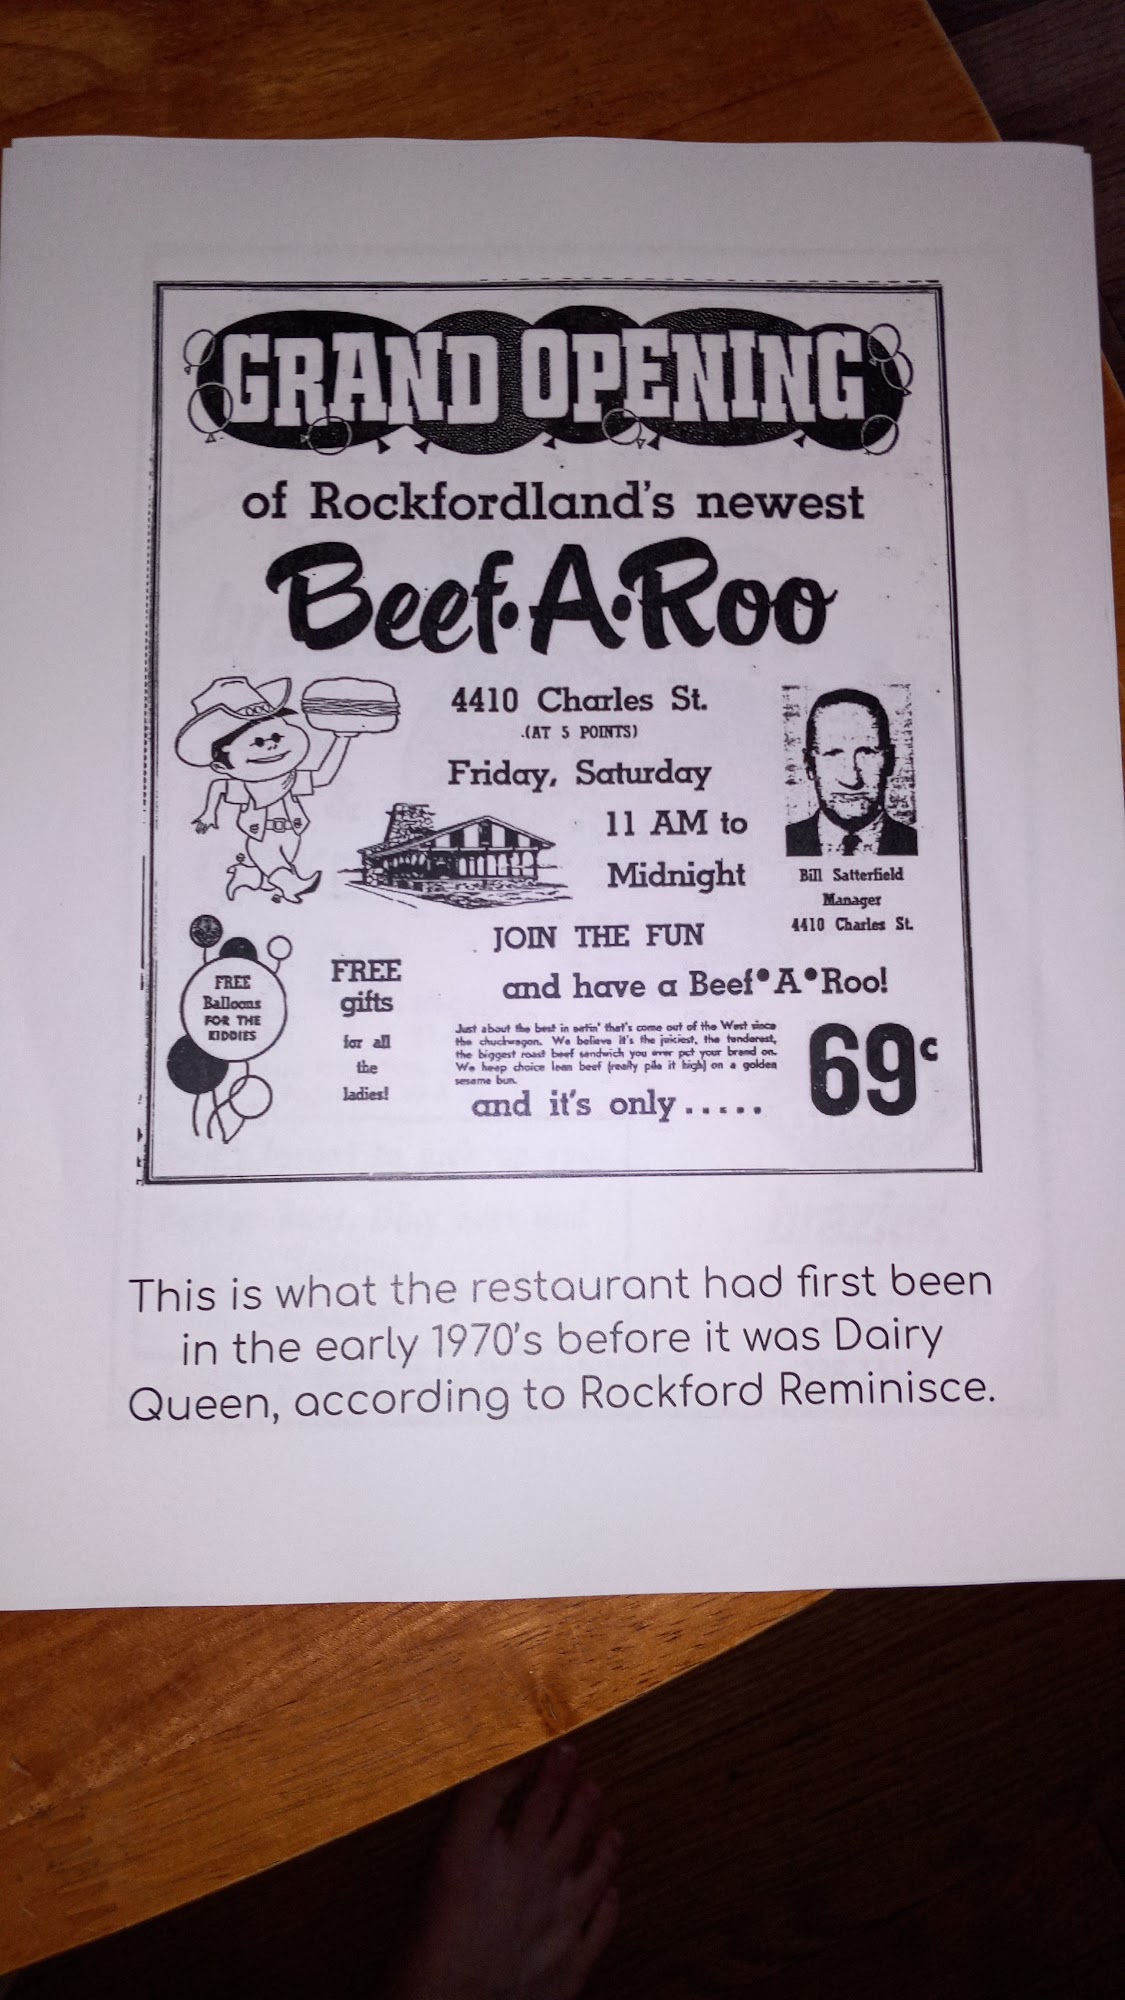 GRAND OPENING
of Rockfordland's newest
Beef•A•Roo
4410 Charles St.
(AT 5 POINTS)
Friday, Saturday
11 AM to
Midnight
Bill Satterfield
Manager
4410 Charles St.
JOIN THE FUN
and have a Beef•A•Roo!
FREE
Balloons
FOR THE
KIDDIES
FREE
gifts
for all
the
ladies!
Just about the best in eatin' that's come out of the West since
the chuckwagon. We believe it's the juiciest, the tenderest,
the biggest roast beef sandwich you ever put your brand on.
We heap choice lean beef (really pile it high) on a golden
sesame bun.
and it's only .....
69c
This is what the restaurant had first been
in the early 1970's before it was Dairy
Queen, according to Rockford Reminisce.